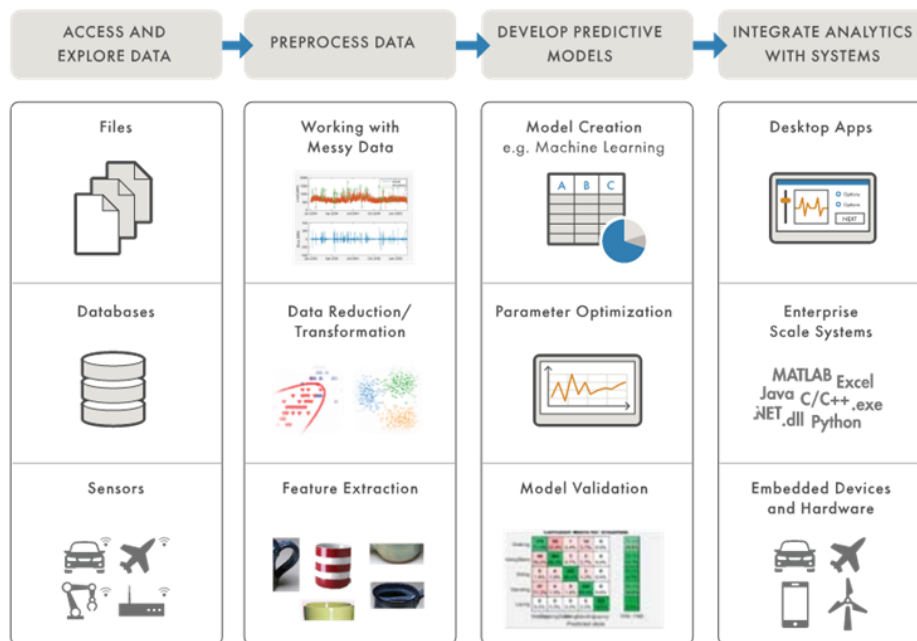 ACCESS AND
EXPLORE DATA
PREPROCESS DATA
DEVELOP PREDICTIVE
MODELS
INTEGRATE ANALYTICS
WITH SYSTEMS
Files
Working with
Messy Data
Model Creation
e.g. Machine Learning
A B C
Desktop Apps
Options
Options
NEXT
Databases
Data Reduction/
Transformation
Parameter Optimization
Enterprise
Scale Systems
MATLAB Excel
Java C/C++ .exe
.NET .dll Python
Sensors
Feature Extraction
Model Validation
Embedded Devices
and Hardware